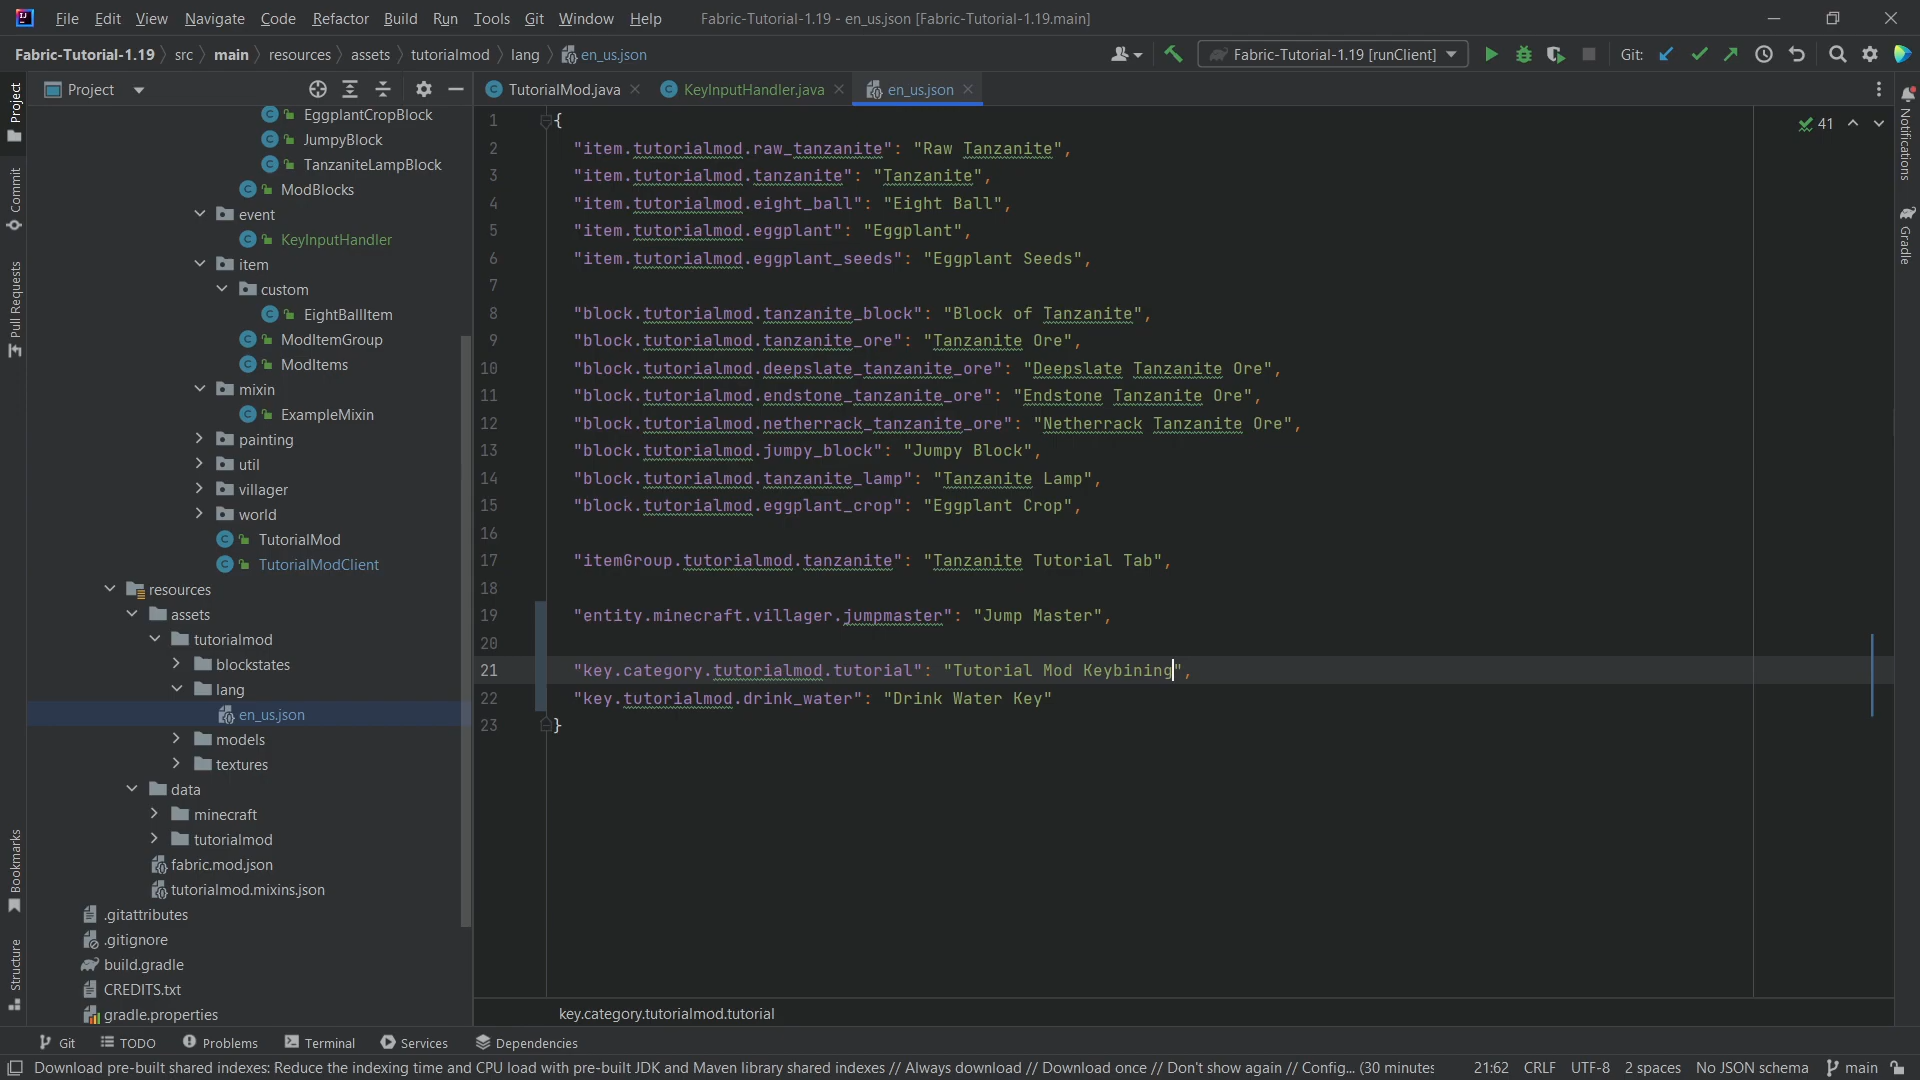 File Edit View Navigate Code Refactor Build Run Tools Git Window Help Fabric-Tutorial-1.19 - en_us.json [Fabric-Tutorial-1.19.main]
Fabric-Tutorial-1.19 src main resources assets tutorialmod lang en_us.json Fabric-Tutorial-1.19 [runClient] Git:
Project TutorialMod.java KeyInputHandler.java en_us.json
Project
Commit
Pull Requests
Bookmarks
Structure
EggplantCropBlock
JumpyBlock
TanzaniteLampBlock
ModBlocks
event
KeyInputHandler
item
custom
EightBallItem
ModItemGroup
ModItems
mixin
ExampleMixin
painting
util
villager
world
TutorialMod
TutorialModClient
resources
assets
tutorialmod
blockstates
lang
en_us.json
models
textures
data
minecraft
tutorialmod
fabric.mod.json
tutorialmod.mixins.json
.gitattributes
.gitignore
build.gradle
CREDITS.txt
gradle.properties
1 {
2 "item.tutorialmod.raw_tanzanite": "Raw Tanzanite",
3 "item.tutorialmod.tanzanite": "Tanzanite",
4 "item.tutorialmod.eight_ball": "Eight Ball",
5 "item.tutorialmod.eggplant": "Eggplant",
6 "item.tutorialmod.eggplant_seeds": "Eggplant Seeds",
7
8 "block.tutorialmod.tanzanite_block": "Block of Tanzanite",
9 "block.tutorialmod.tanzanite_ore": "Tanzanite Ore",
10 "block.tutorialmod.deepslate_tanzanite_ore": "Deepslate Tanzanite Ore",
11 "block.tutorialmod.endstone_tanzanite_ore": "Endstone Tanzanite Ore",
12 "block.tutorialmod.netherrack_tanzanite_ore": "Netherrack Tanzanite Ore",
13 "block.tutorialmod.jumpy_block": "Jumpy Block",
14 "block.tutorialmod.tanzanite_lamp": "Tanzanite Lamp",
15 "block.tutorialmod.eggplant_crop": "Eggplant Crop",
16
17 "itemGroup.tutorialmod.tanzanite": "Tanzanite Tutorial Tab",
18
19 "entity.minecraft.villager.jumpmaster": "Jump Master",
20
21 "key.category.tutorialmod.tutorial": "Tutorial Mod Keybining",
22 "key.tutorialmod.drink_water": "Drink Water Key"
23 }
41
Notifications
Gradle
key.category.tutorialmod.tutorial
Git TODO Problems Terminal Services Dependencies
Download pre-built shared indexes: Reduce the indexing time and CPU load with pre-built JDK and Maven library shared indexes // Always download // Download once // Don't show again // Config... (30 minutes 21:62 CRLF UTF-8 2 spaces No JSON schema main